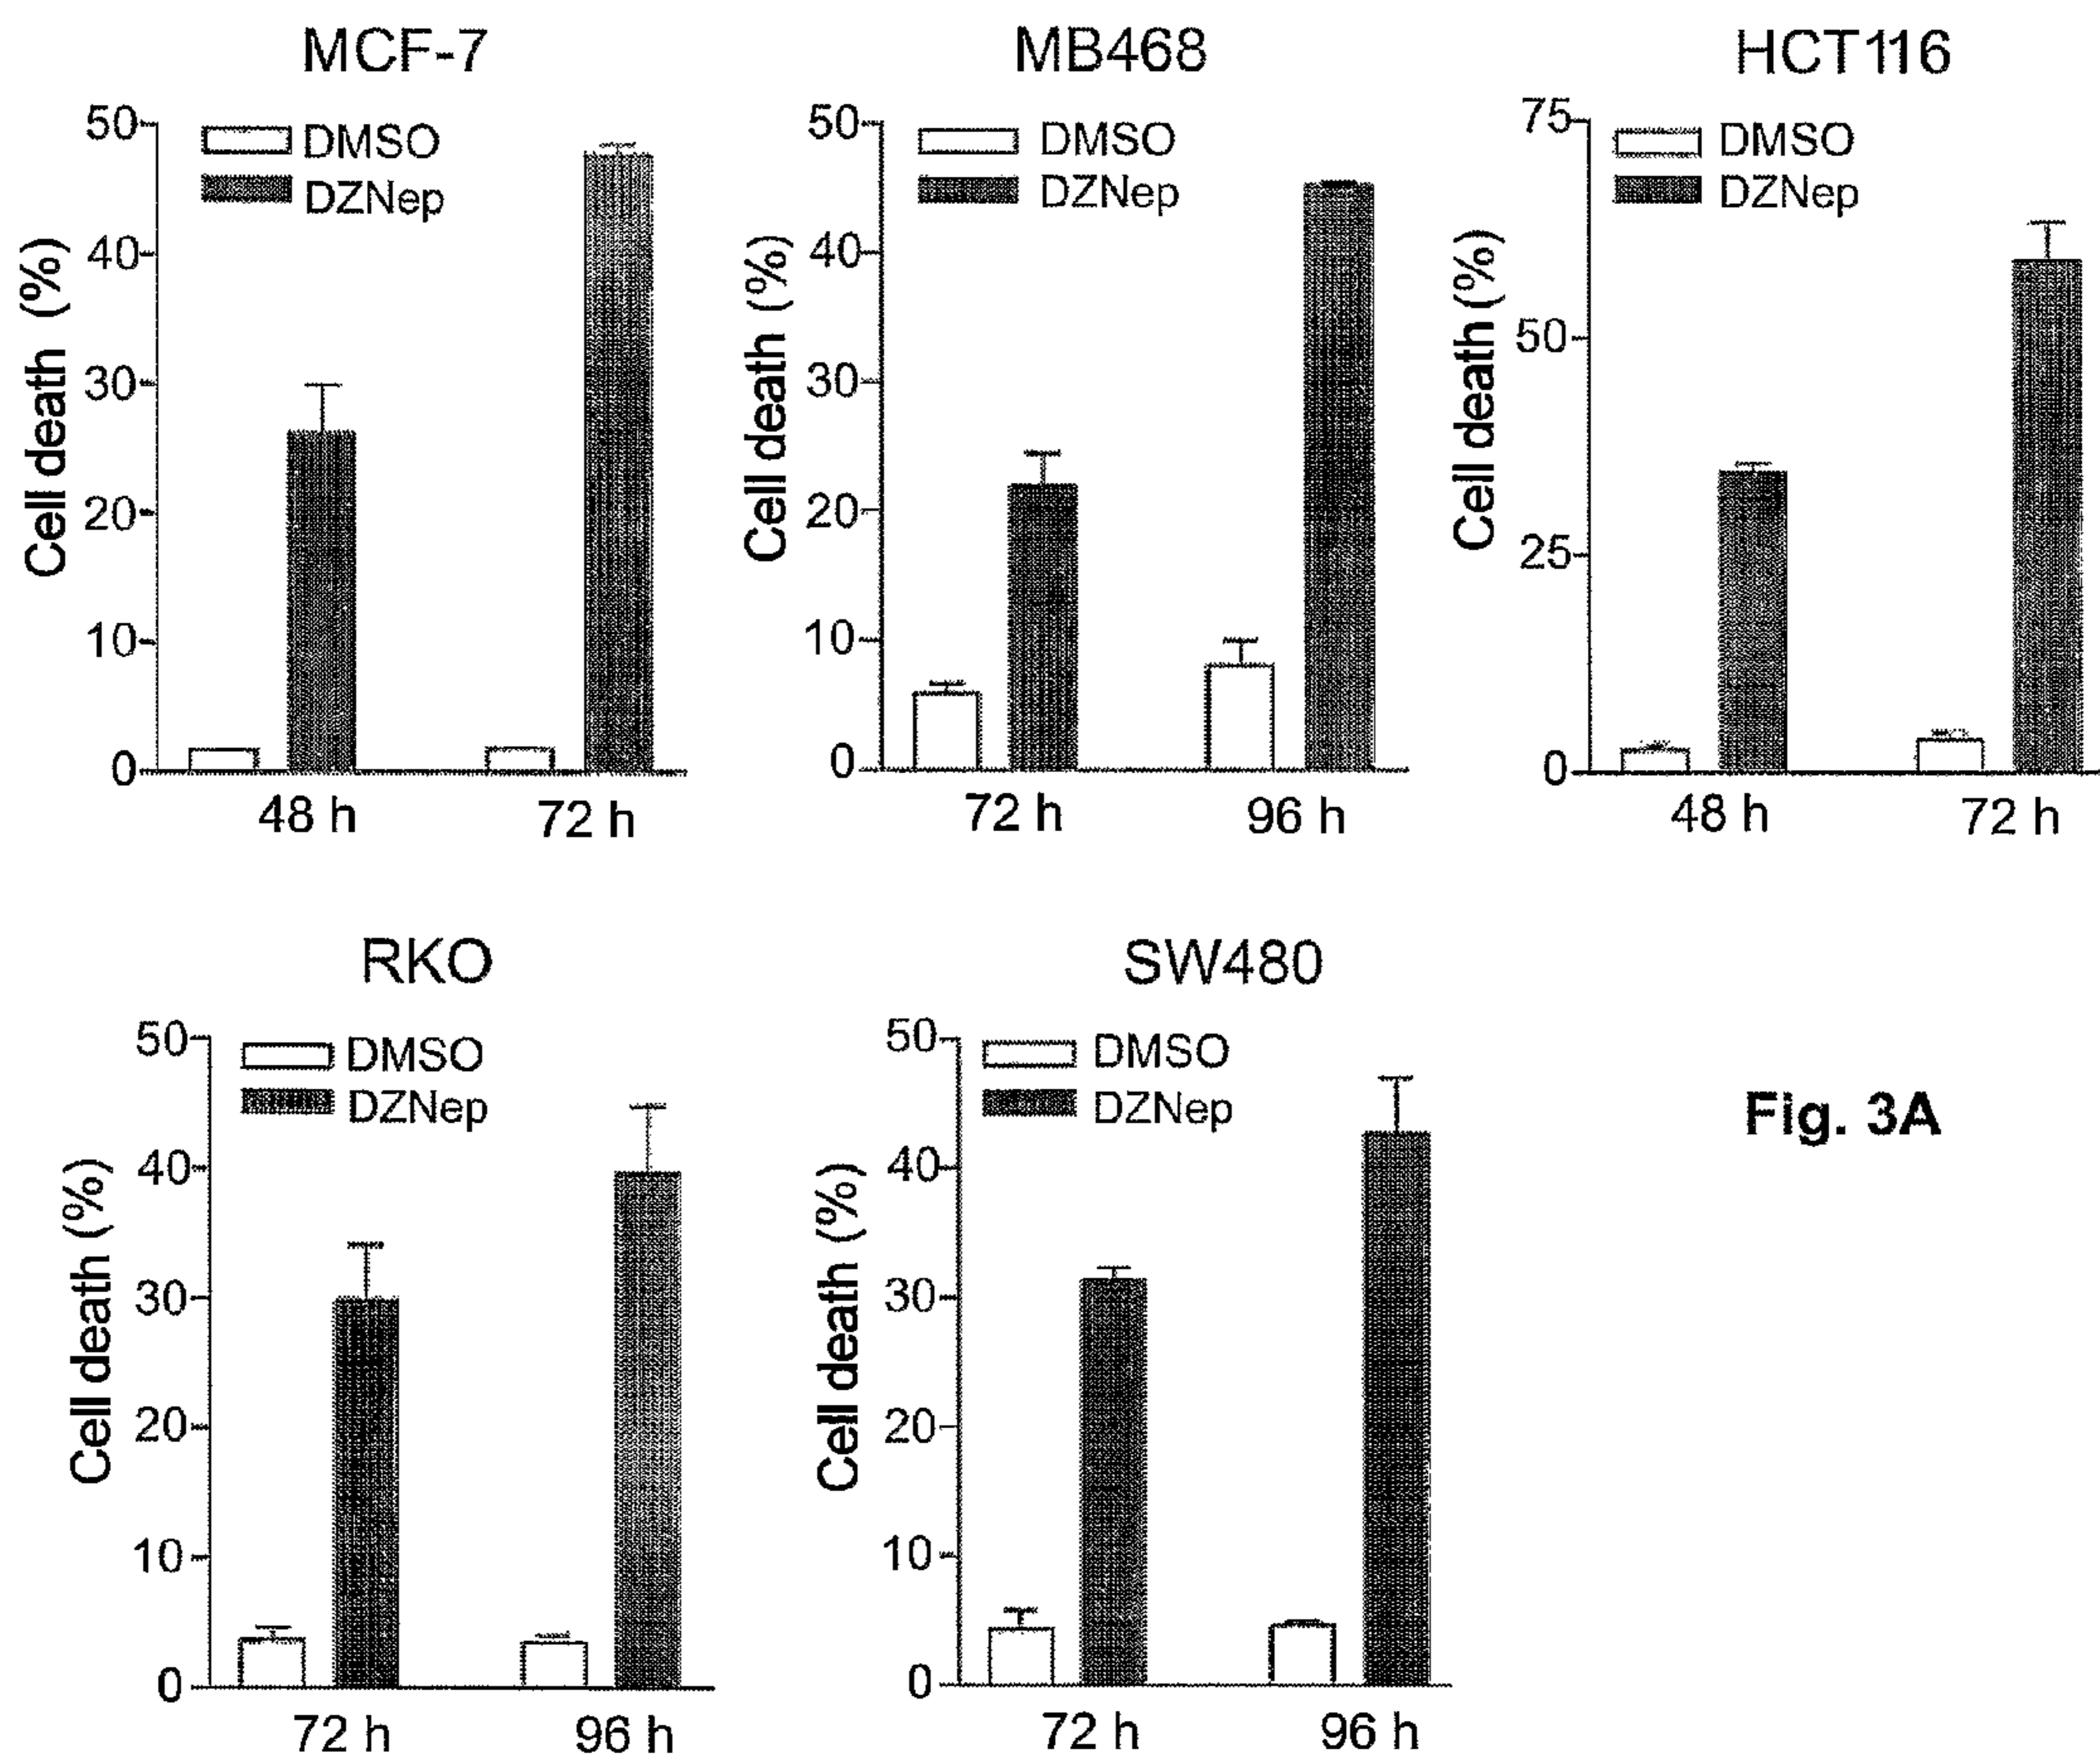 MCF-7
50
DMSO
DZNep
40
30
20
10
0
Cell death (%)
48 h
72 h
MB468
50
DMSO
DZNep
40
30
20
10
0
Cell death (%)
72 h
96 h
HCT116
75
DMSO
DZNep
50
25
0
Cell death (%)
48 h
72 h
RKO
50
DMSO
DZNep
40
30
20
10
0
Cell death (%)
72 h
96 h
SW480
50
DMSO
DZNep
40
30
20
10
0
Cell death (%)
72 h
96 h
Fig. 3A